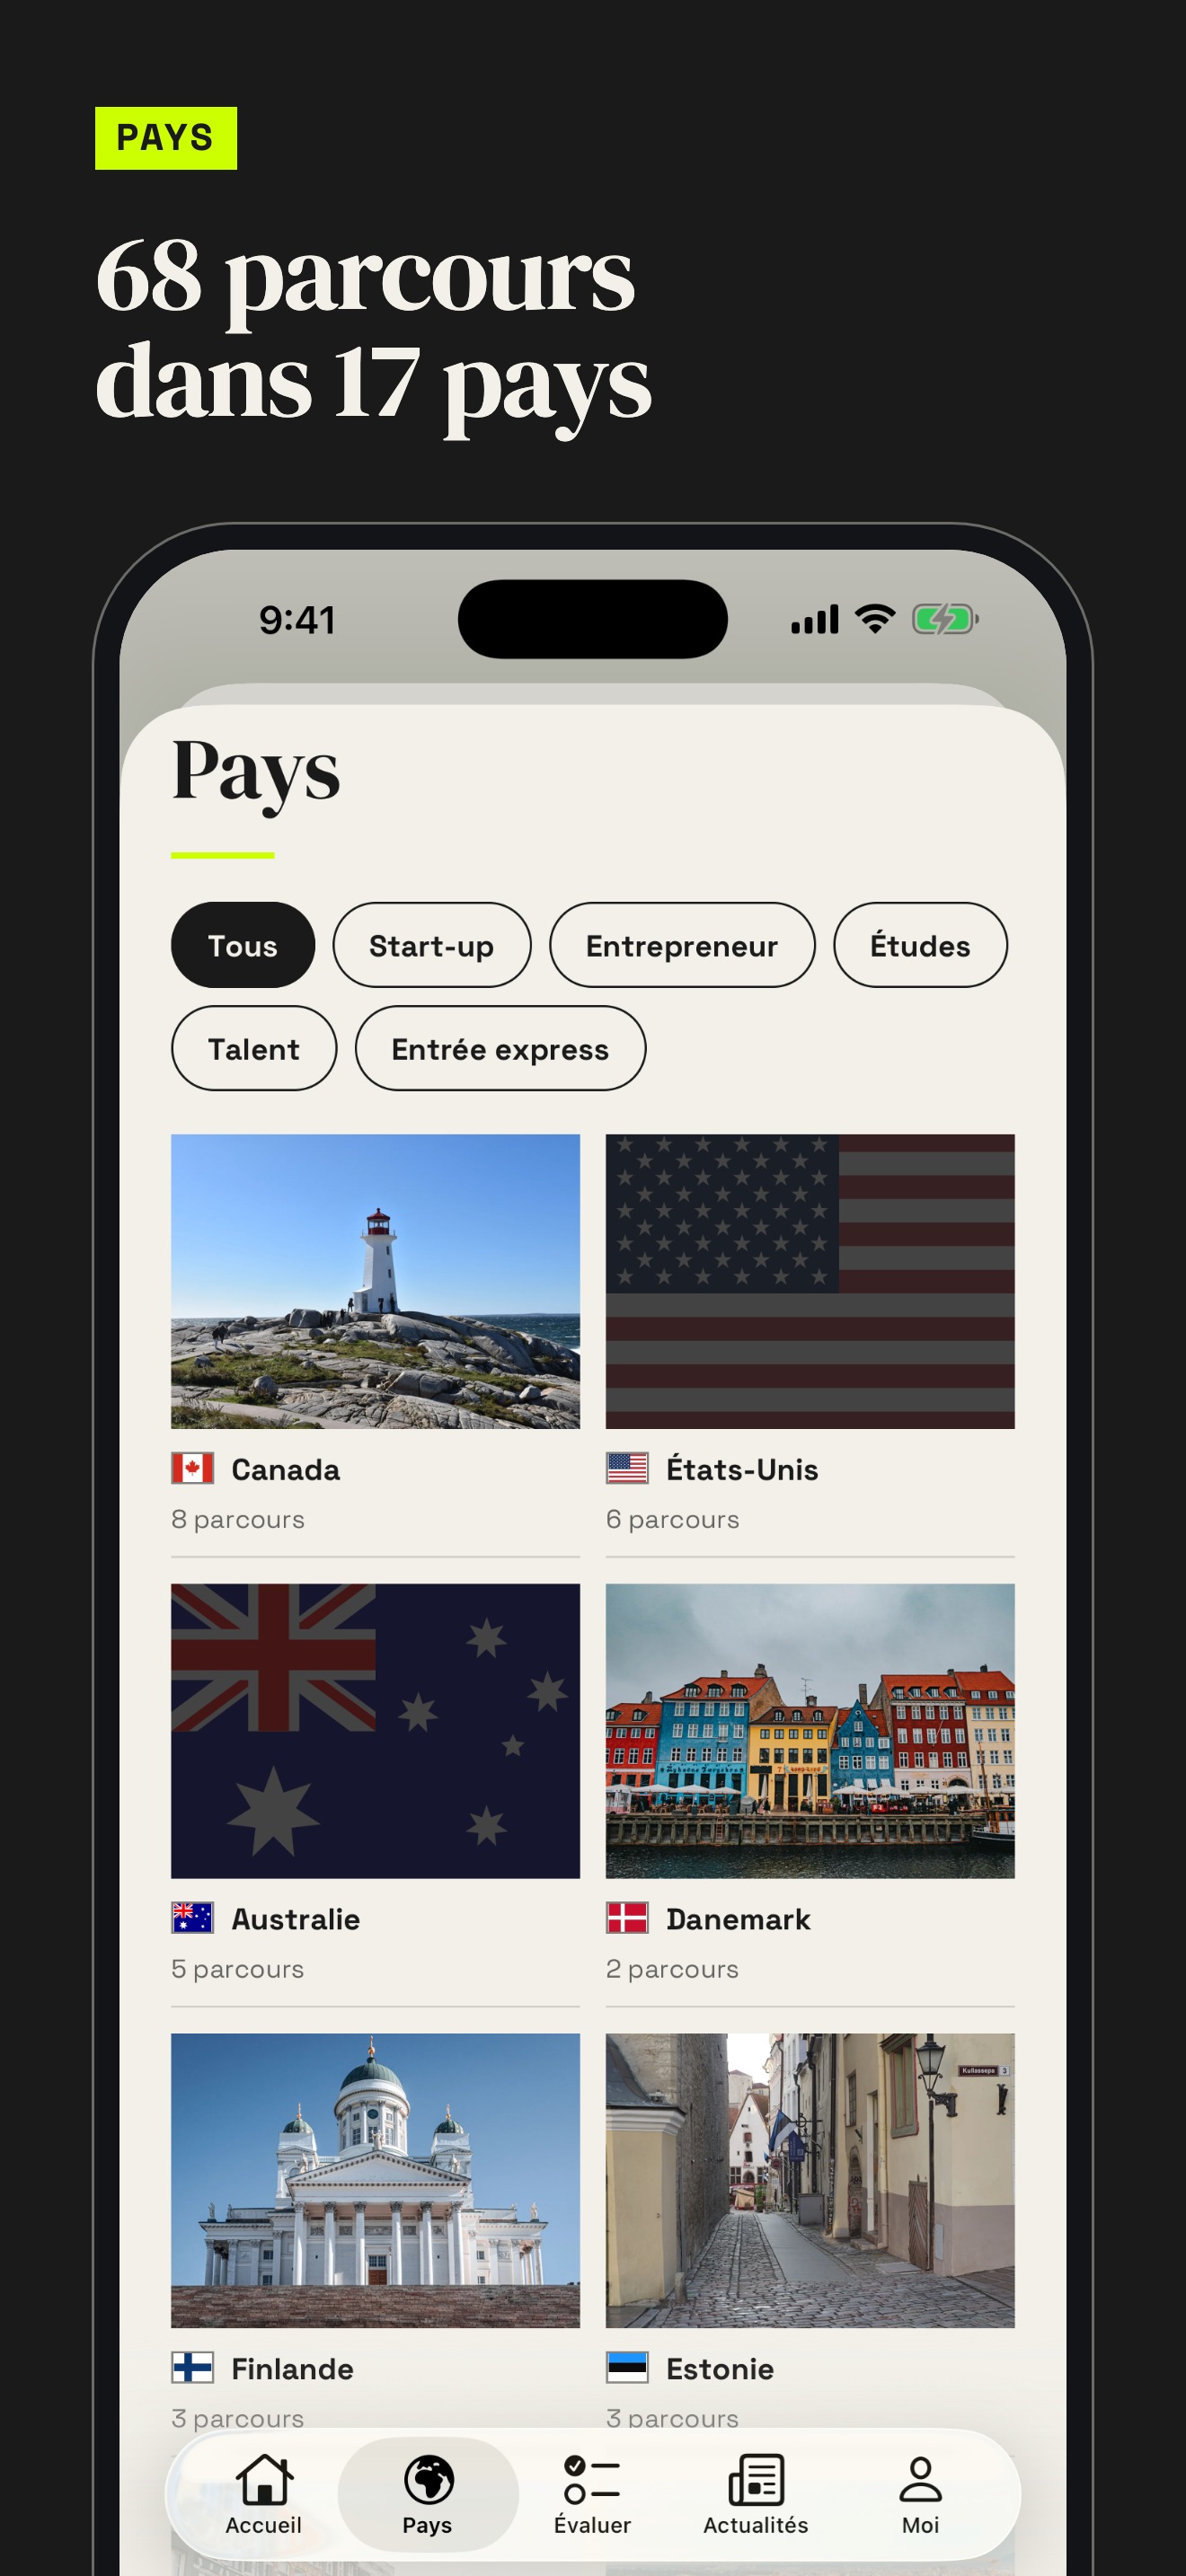 PAYS
68 parcours
dans 17 pays
9:41
Pays
Tous Start-up Entrepreneur Études
Talent Entrée express
Canada États-Unis
8 parcours 6 parcours
Australie Danemark
5 parcours 2 parcours
Kullassepa 3
Finlande Estonie
3 parcours 3 parcours
Accueil Pays Évaluer Actualités Moi